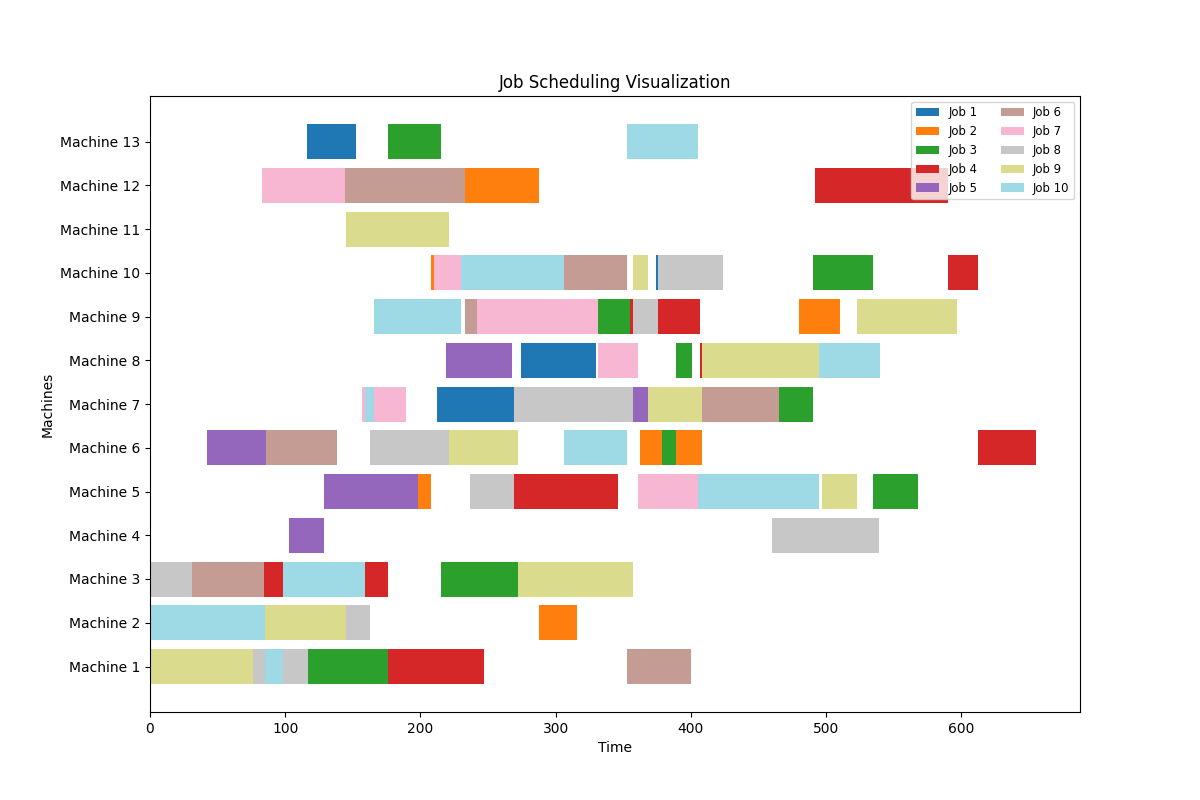 Job Scheduling Visualization
Job 1
Job 2
Job 3
Job 4
Job 5
Job 6
Job 7
Job 8
Job 9
Job 10
Machines
Machine 13
Machine 12
Machine 11
Machine 10
Machine 9
Machine 8
Machine 7
Machine 6
Machine 5
Machine 4
Machine 3
Machine 2
Machine 1
0 100 200 300 400 500 600
Time